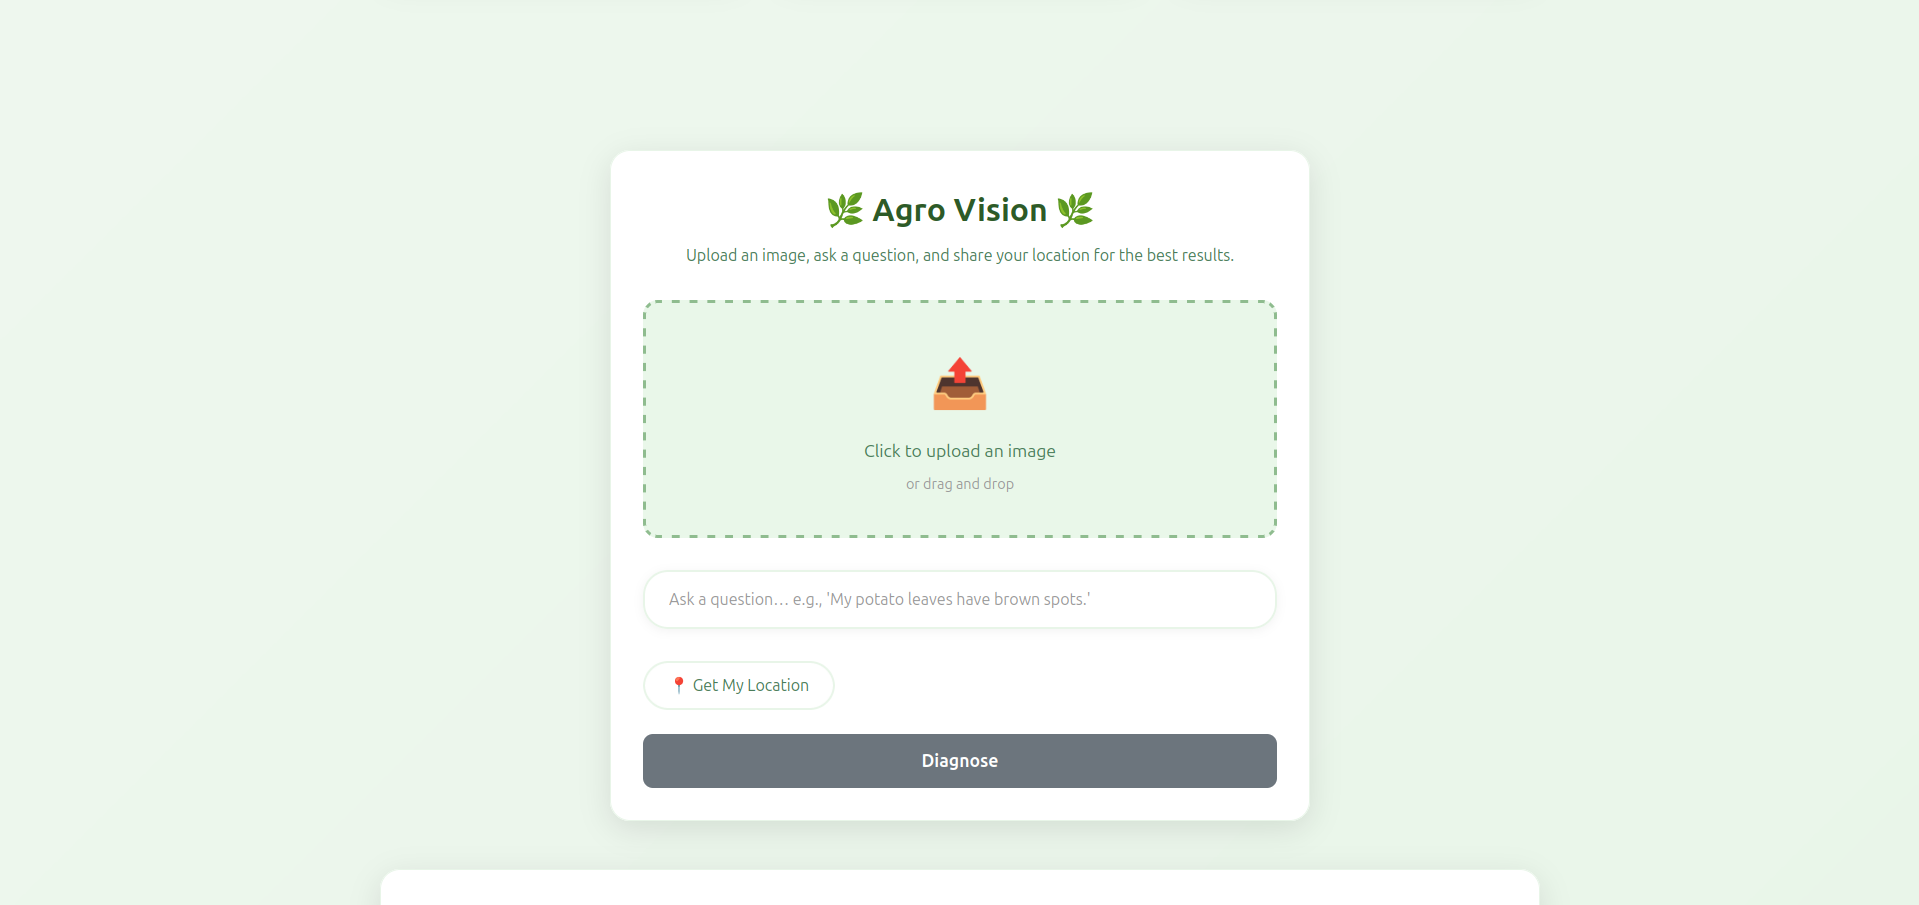 🌿 Agro Vision 🌿
Upload an image, ask a question, and share your location for the best results.
Click to upload an image
or drag and drop
Ask a question... e.g., 'My potato leaves have brown spots.'
📍 Get My Location
Diagnose